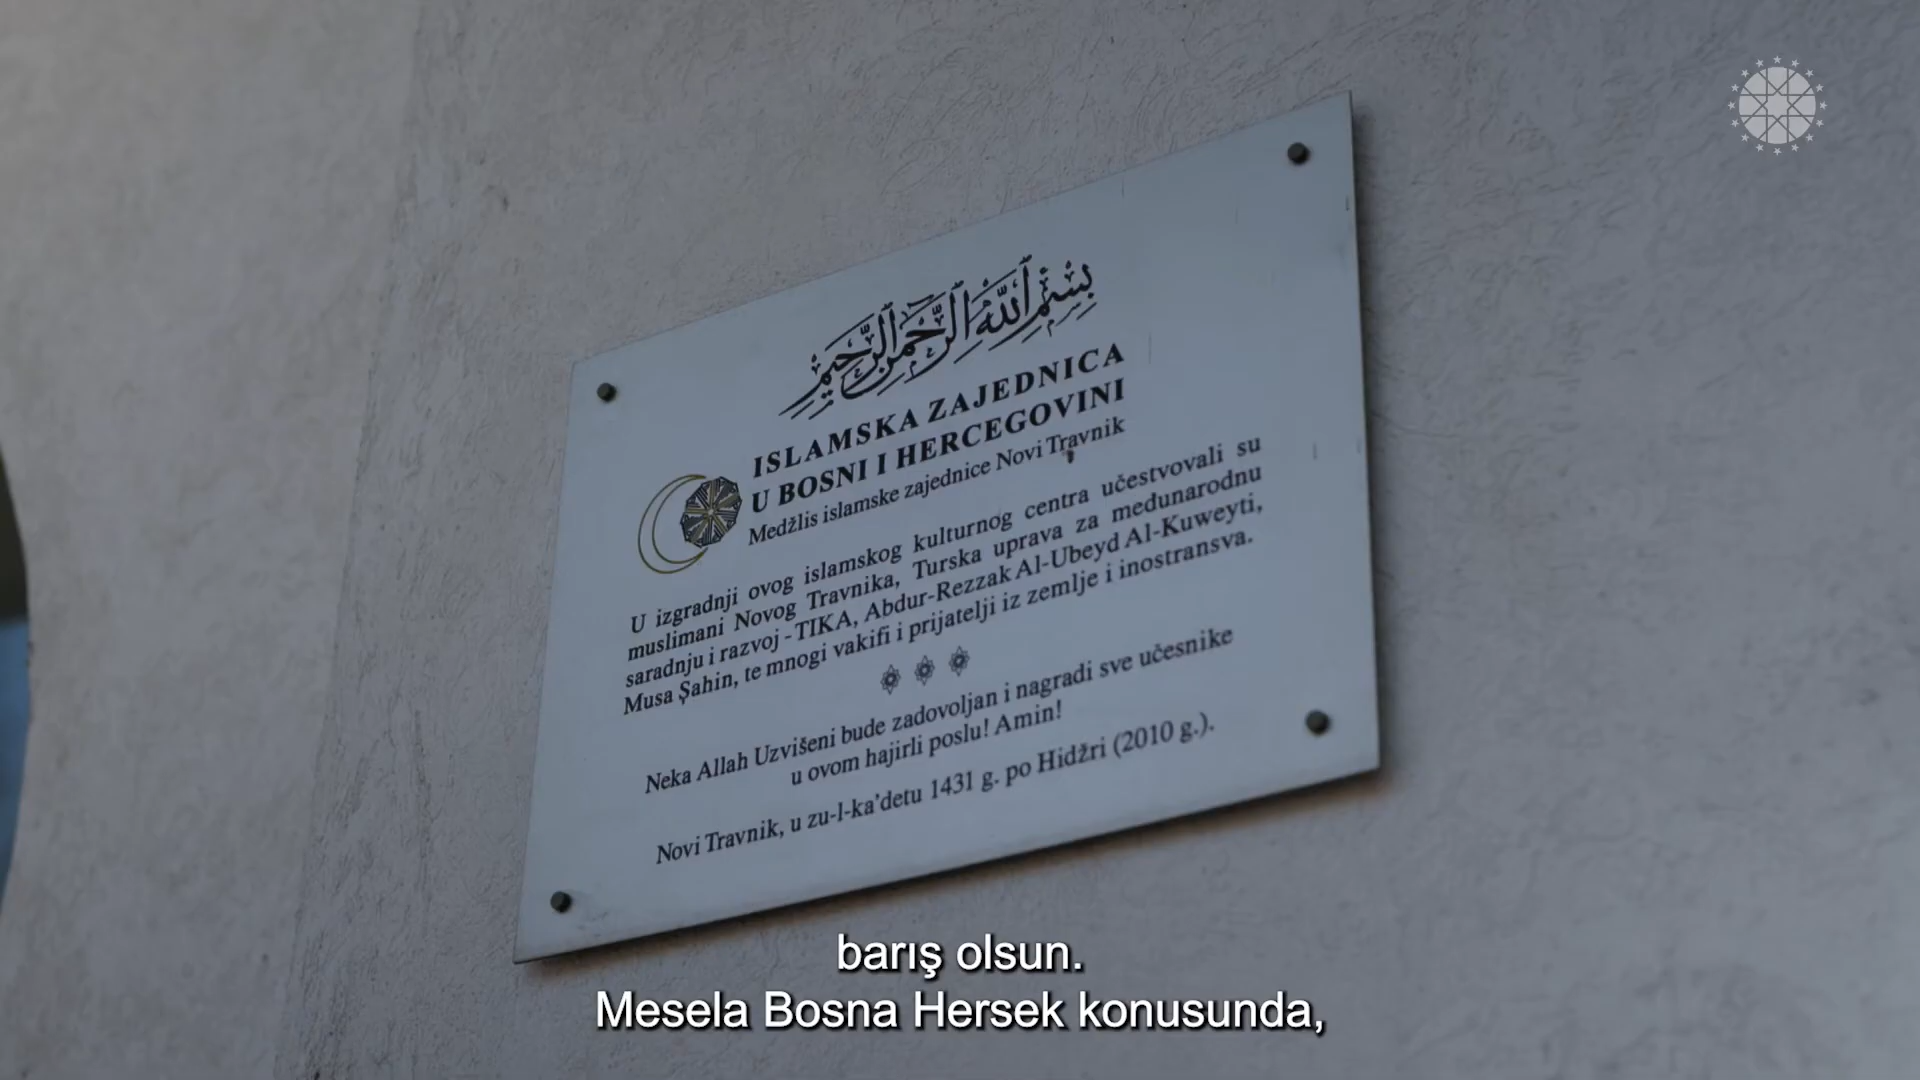 بسم الله الرحمن الرحيم
ISLAMSKA ZAJEDNICA
U BOSNI I HERCEGOVINI
Medžlis islamske zajednice Novi Travnik
U izgradnji ovog islamskog kulturnog centra učestvovali su
muslimani Novog Travnika, Turska uprava za međunarodnu
saradnju i razvoj - TIKA, Abdur-Rezzak Al-Ubeyd Al-Kuweyti,
Musa Şahin, te mnogi vakifi i prijatelji iz zemlje i inostransva.
Neka Allah Uzvišeni bude zadovoljan i nagradi sve učesnike
u ovom hajirli poslu! Amin!
Novi Travnik, u zu-l-ka'detu 1431 g. po Hidžri (2010 g.).
barış olsun.
Mesela Bosna Hersek konusunda,